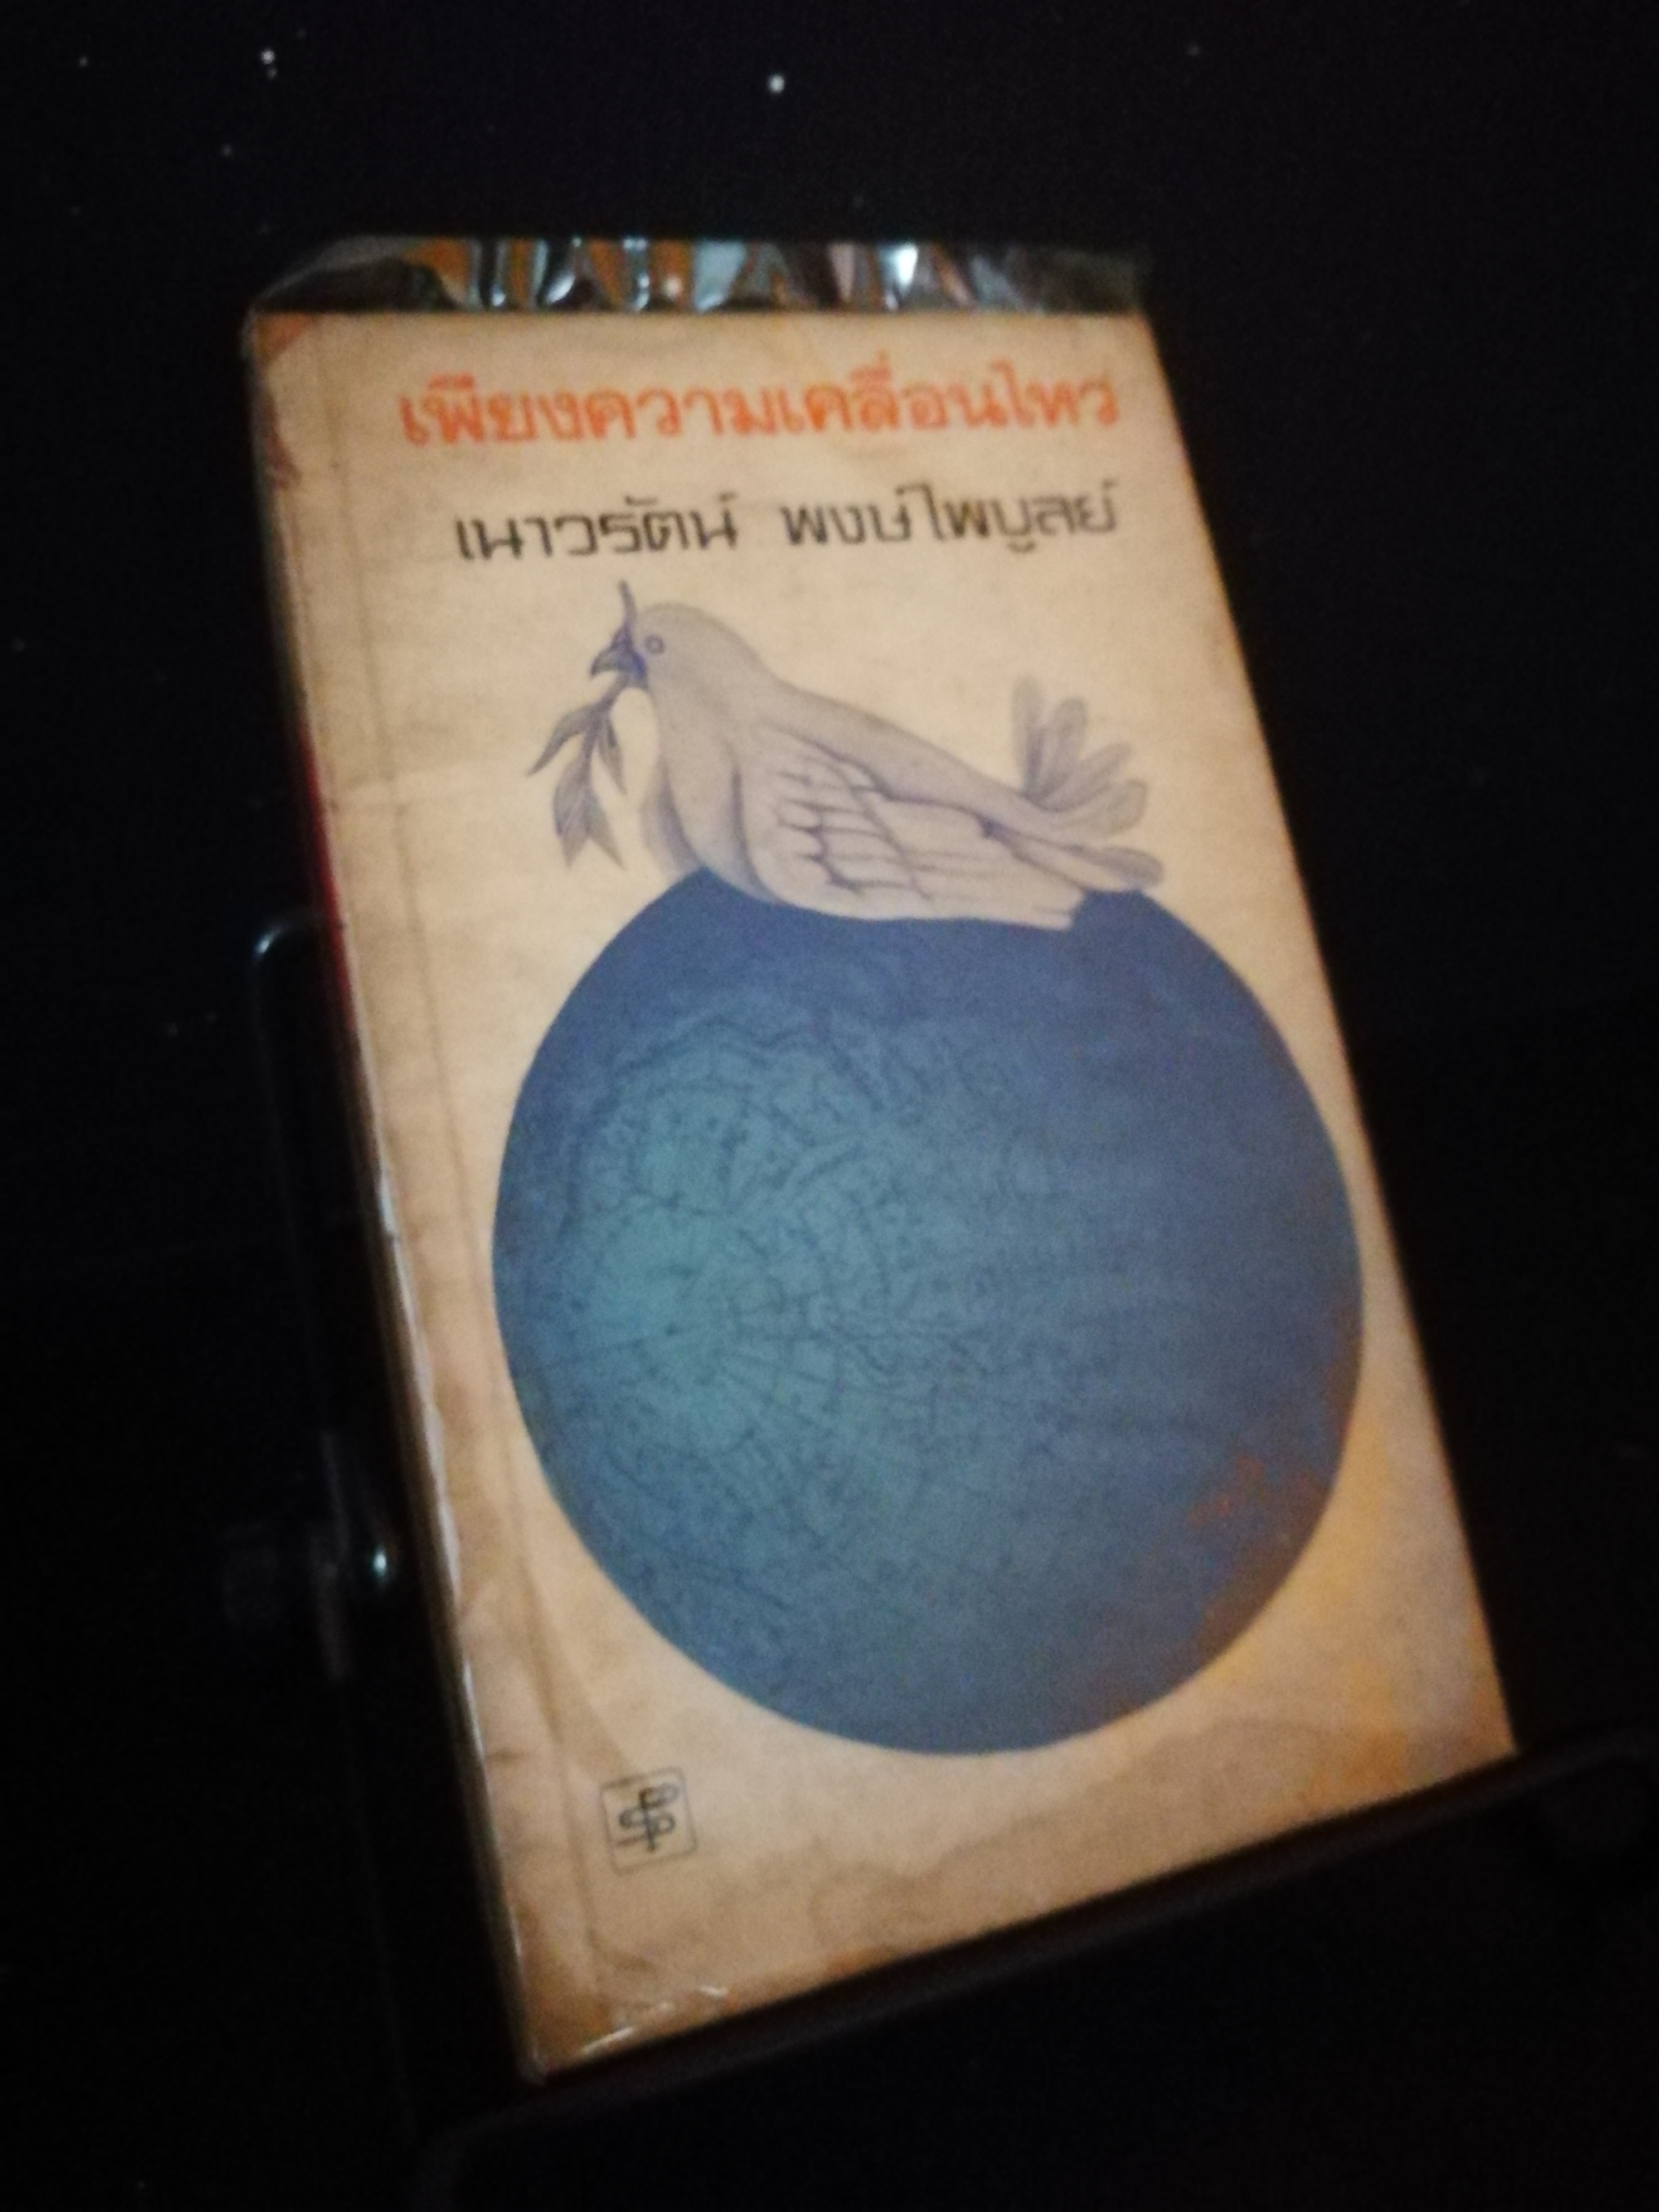 เพียงความเคลื่อนไหว
เนาวรัตน์ พงษ์ไพบูลย์